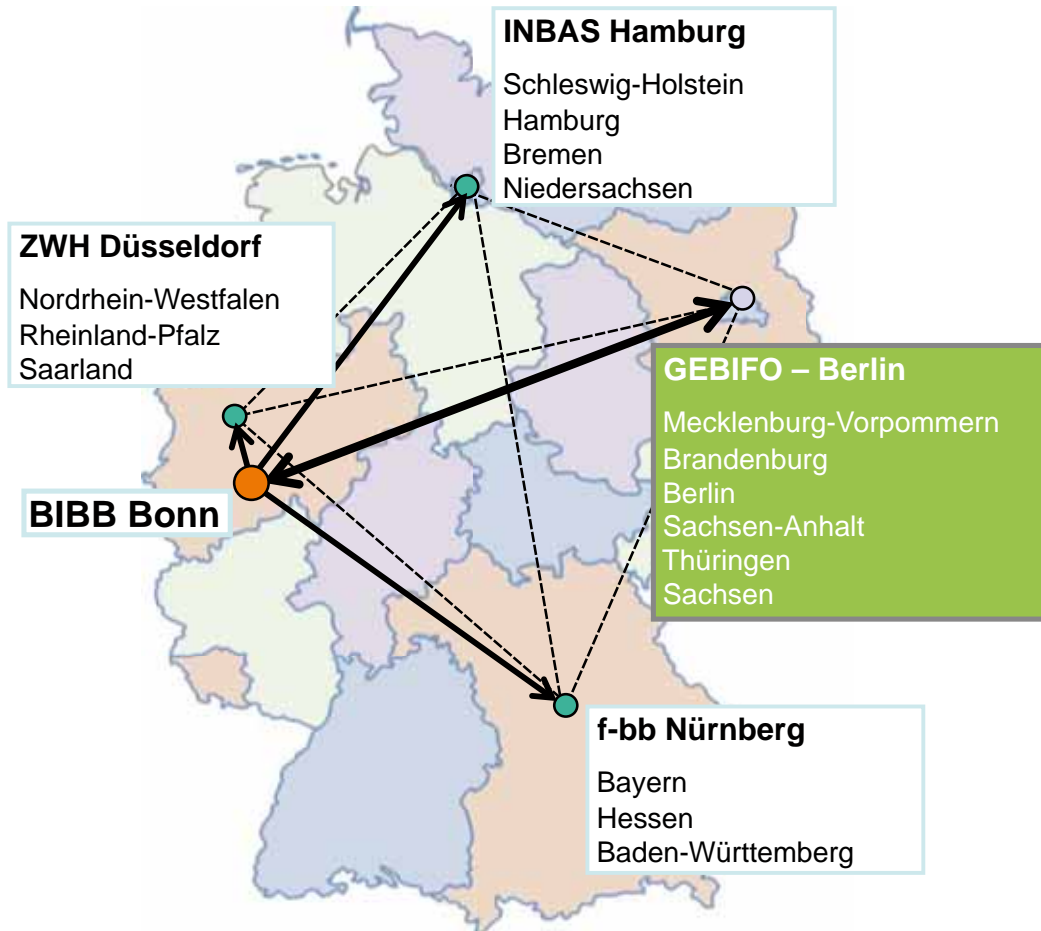 INBAS Hamburg
Schleswig-Holstein
Hamburg
Bremen
Niedersachsen
ZWH Düsseldorf
Nordrhein-Westfalen
Rheinland-Pfalz
Saarland
GEBIFO – Berlin
Mecklenburg-Vorpommern
Brandenburg
Berlin
Sachsen-Anhalt
Thüringen
Sachsen
BIBB Bonn
f-bb Nürnberg
Bayern
Hessen
Baden-Württemberg